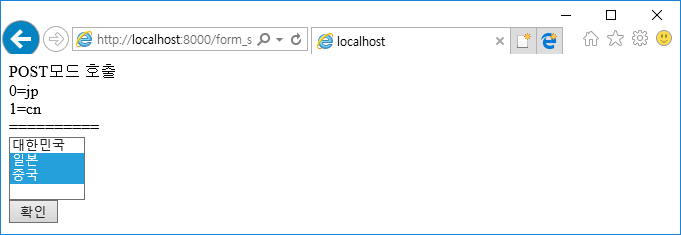 http://localhost:8000/form_s
localhost
POST모드 호출
0=jp
1=cn
==========
대한민국
일본
중국
확인